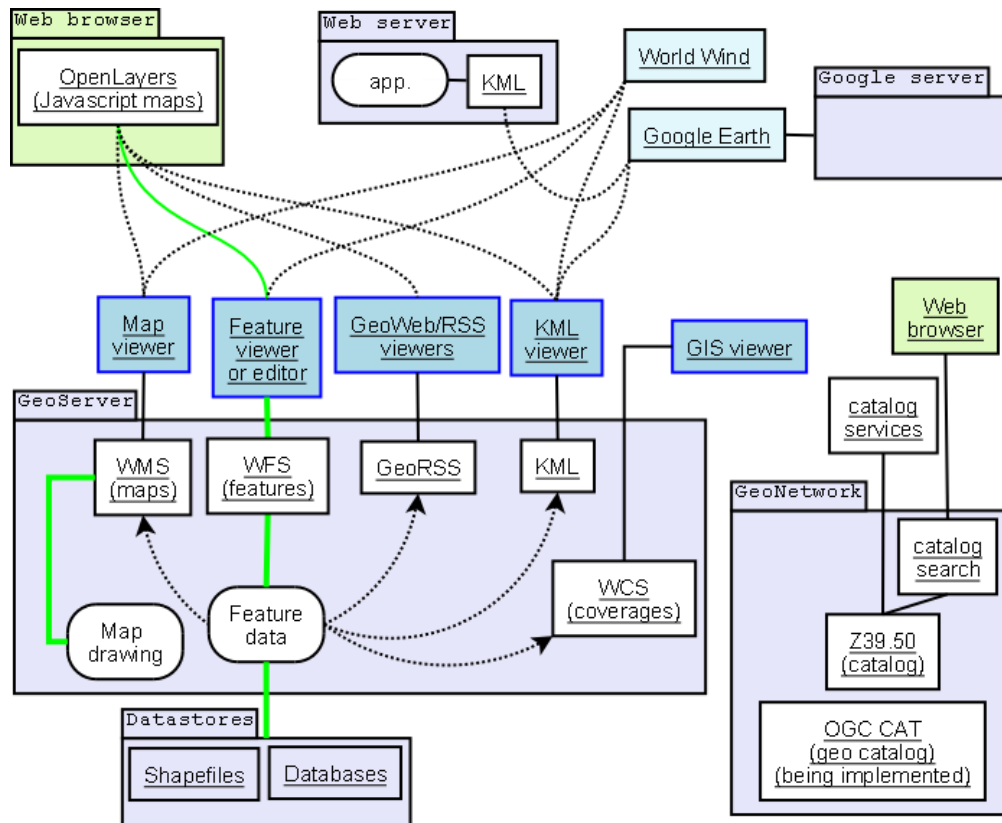 Web browser
OpenLayers
(Javascript maps)
Web server
app.
KML
World Wind
Google Earth
Google server
Map
viewer
Feature
viewer
or editor
GeoWeb/RSS
viewers
KML
viewer
GIS viewer
Web
browser
GeoServer
WMS
(maps)
WFS
(features)
GeoRSS
KML
WCS
(coverages)
Map
drawing
Feature
data
catalog
services
GeoNetwork
catalog
search
Z39.50
(catalog)
OGC CAT
(geo catalog)
(being implemented)
Datastores
Shapefiles
Databases